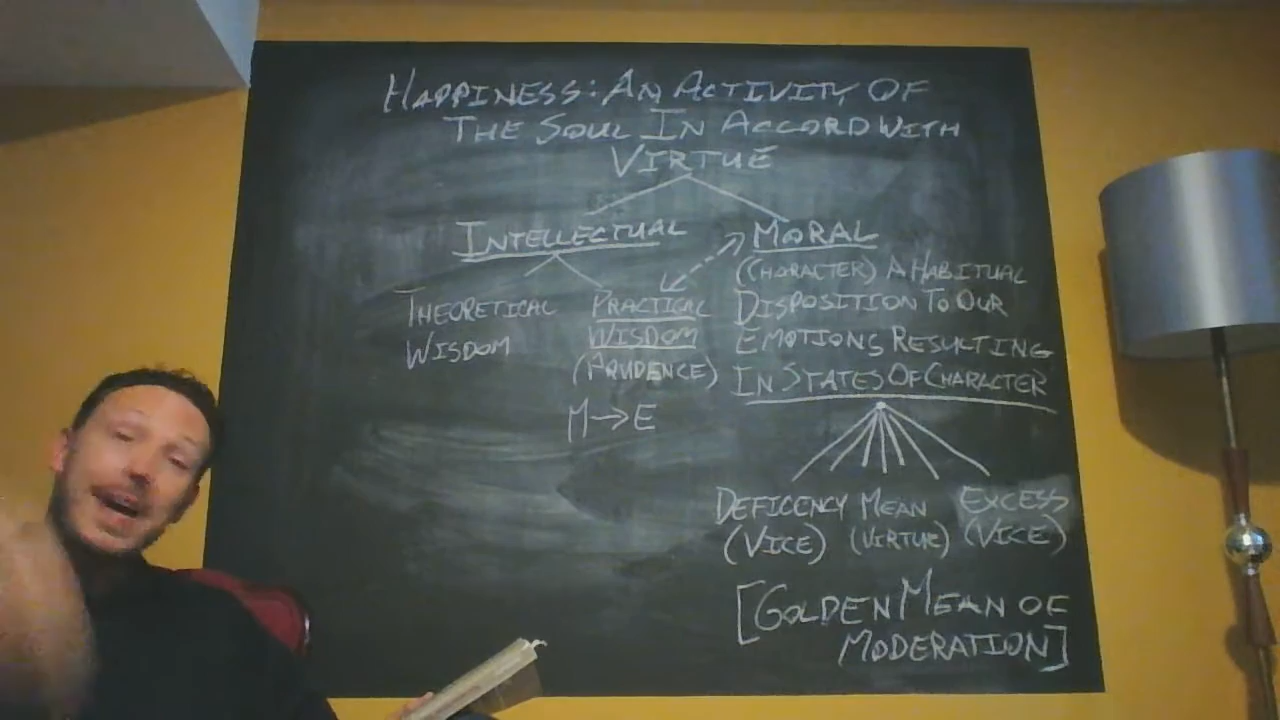 HAPPINESS: AN ACTIVITY OF
THE SOUL IN ACCORD WITH
VIRTUE
INTELLECTUAL
MORAL
THEORETICAL
WISDOM
PRACTICAL
WISDOM
(PRUDENCE)
M→E
(CHARACTER) A HABITUAL
DISPOSITION TO OUR
EMOTIONS RESULTING
IN STATES OF CHARACTER
DEFICENCY MEAN EXCESS
(VICE) (VIRTUE) (VICE)
[GOLDEN MEAN OF
MODERATION]